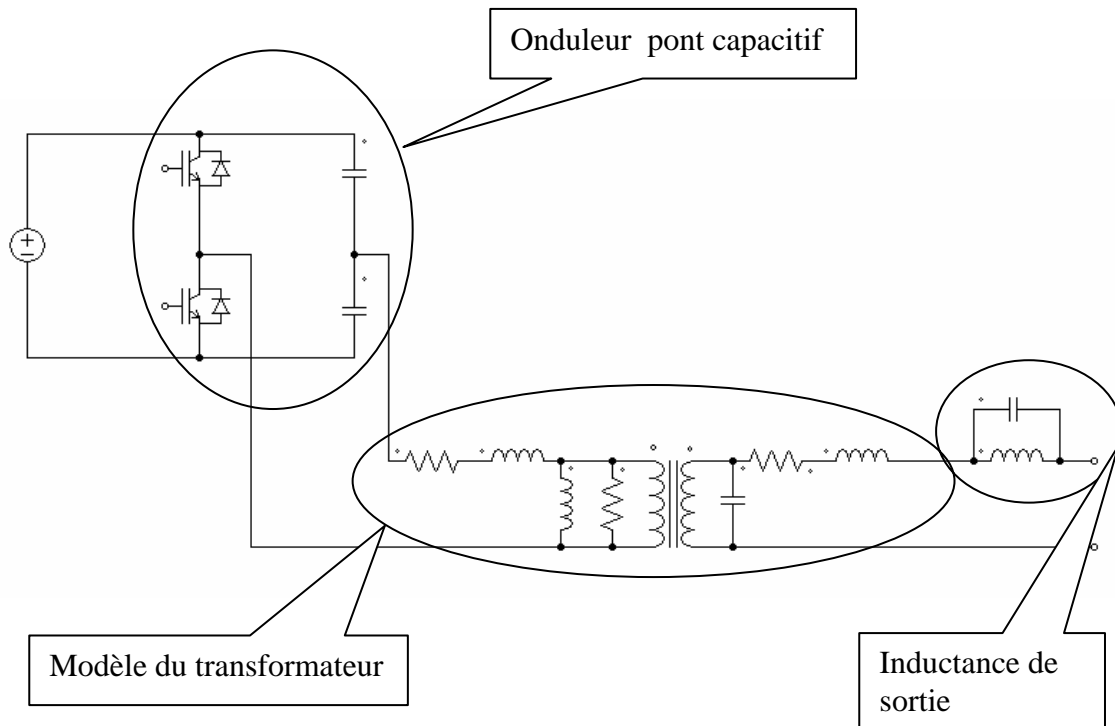 Onduleur pont capacitif
Modèle du transformateur
Inductance de
sortie